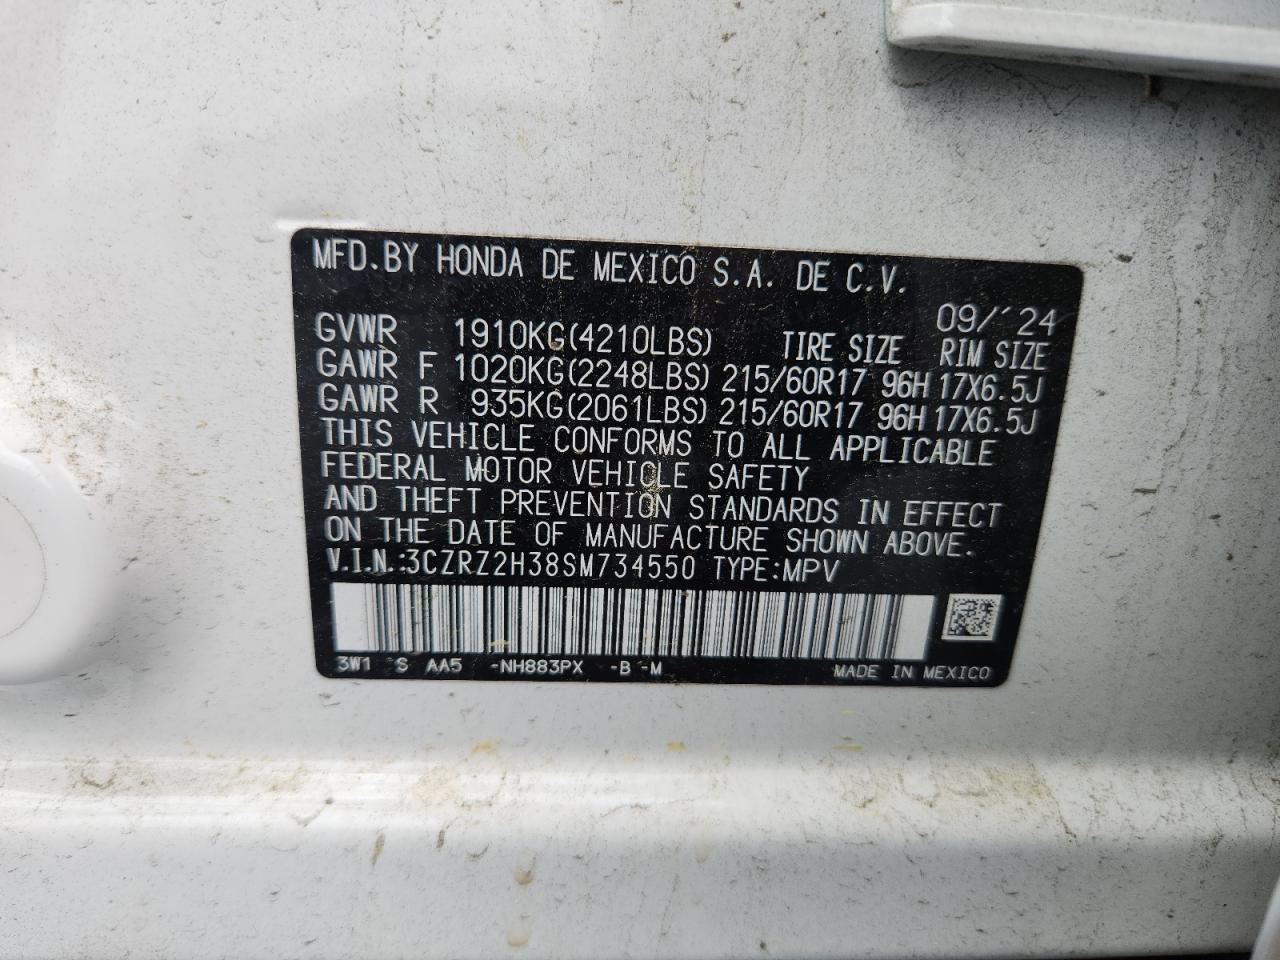 MFD.BY HONDA DE MEXICO S.A. DE C.V.
09/´24
GVWR 1910KG(4210LBS) TIRE SIZE RIM SIZE
GAWR F 1020KG(2248LBS) 215/60R17 96H 17X6.5J
GAWR R 935KG(2061LBS) 215/60R17 96H 17X6.5J
THIS VEHICLE CONFORMS TO ALL APPLICABLE
FEDERAL MOTOR VEHICLE SAFETY
AND THEFT PREVENTION STANDARDS IN EFFECT
ON THE DATE OF MANUFACTURE SHOWN ABOVE.
V.I.N.:3CZRZ2H38SM734550 TYPE:MPV
3W1 S AA5 -NH883PX -B -M MADE IN MEXICO